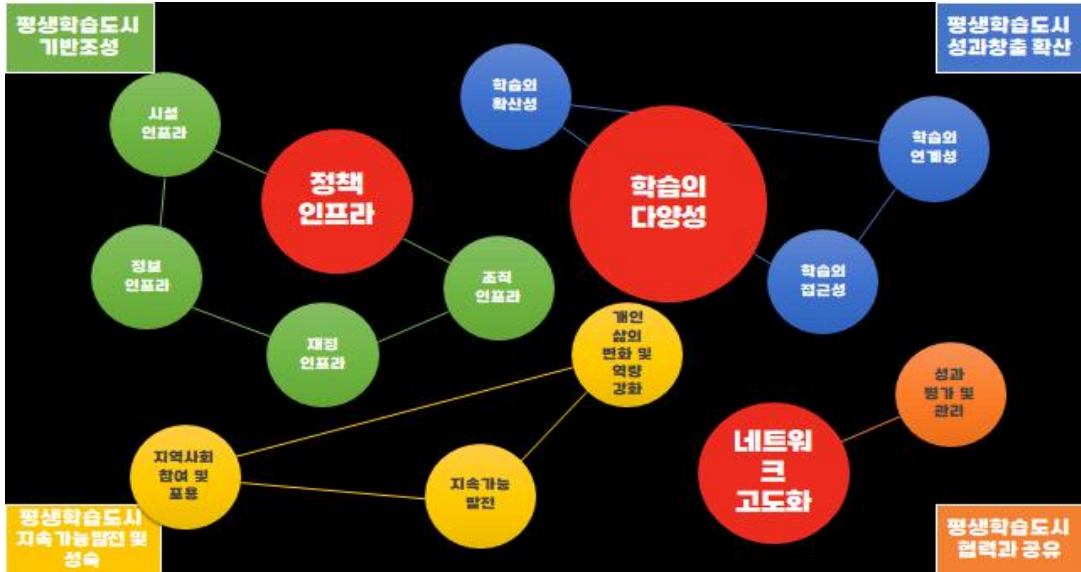 평생학습도시
기반조성
평생학습도시
성과창출 확산
시설
인프라
정책
인프라
정보
인프라
재정
인프라
조직
인프라
학습의
확산성
학습의
다양성
학습의
연계성
학습의
접근성
개인
삶의
변화 및
역량
강화
지역사회
참여 및
포용
지속가능
발전
네트워
크
고도화
성과
평가 및
관리
평생학습도시
지속가능발전 및
성숙
평생학습도시
협력과 공유